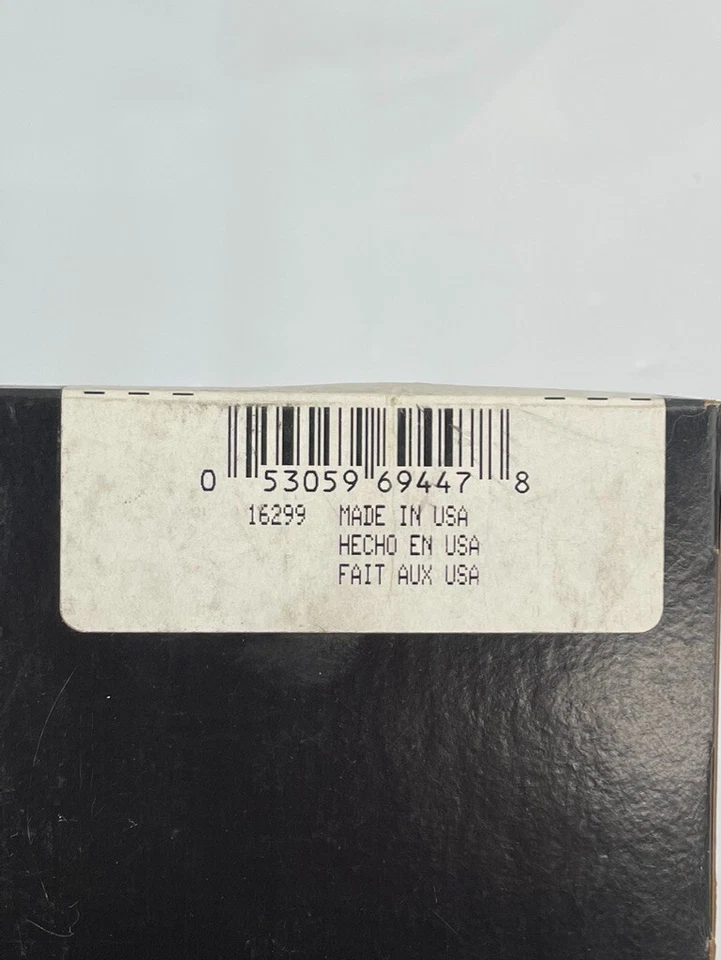 0 53059 69447 8
16299 MADE IN USA
HECHO EN USA
FAIT AUX USA